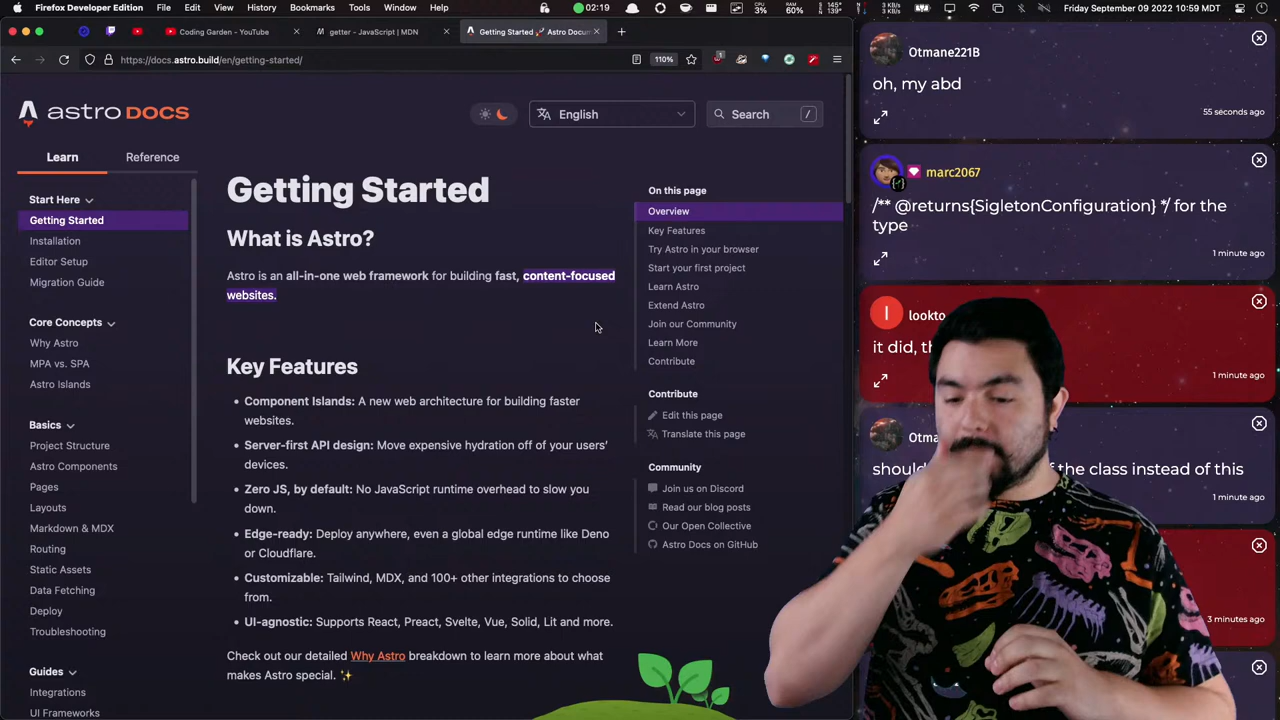 Firefox Developer Edition File Edit View History Bookmarks Tools Window Help 02:19 CPU 3% RAM 60% 145° 139° 3 KB/s 3 KB/s Friday September 09 2022 10:59 MDT
Coding Garden - YouTube getter - JavaScript | MDN Getting Started 🚀 Astro Docum
https://docs.astro.build/en/getting-started/ 110%
astro DOCS
English
Search /
Learn Reference
Start Here
Getting Started
Installation
Editor Setup
Migration Guide
Core Concepts
Why Astro
MPA vs. SPA
Astro Islands
Basics
Project Structure
Astro Components
Pages
Layouts
Markdown & MDX
Routing
Static Assets
Data Fetching
Deploy
Troubleshooting
Guides
Integrations
UI Frameworks
Getting Started
What is Astro?
Astro is an all-in-one web framework for building fast, content-focused
websites.
Key Features
• Component Islands: A new web architecture for building faster
websites.
• Server-first API design: Move expensive hydration off of your users'
devices.
• Zero JS, by default: No JavaScript runtime overhead to slow you
down.
• Edge-ready: Deploy anywhere, even a global edge runtime like Deno
or Cloudflare.
• Customizable: Tailwind, MDX, and 100+ other integrations to choose
from.
• UI-agnostic: Supports React, Preact, Svelte, Vue, Solid, Lit and more.
Check out our detailed Why Astro breakdown to learn more about what
makes Astro special. ✨
On this page
Overview
Key Features
Try Astro in your browser
Start your first project
Learn Astro
Extend Astro
Join our Community
Learn More
Contribute
Contribute
Edit this page
Translate this page
Community
Join us on Discord
Read our blog posts
Our Open Collective
Astro Docs on GitHub
Otmane221B
oh, my abd
55 seconds ago
marc2067
/** @returns{SigletonConfiguration} */ for the
type
1 minute ago
I lookto
it did, th
1 minute ago
Otma
should f the class instead of this
1 minute ago
3 minutes ago